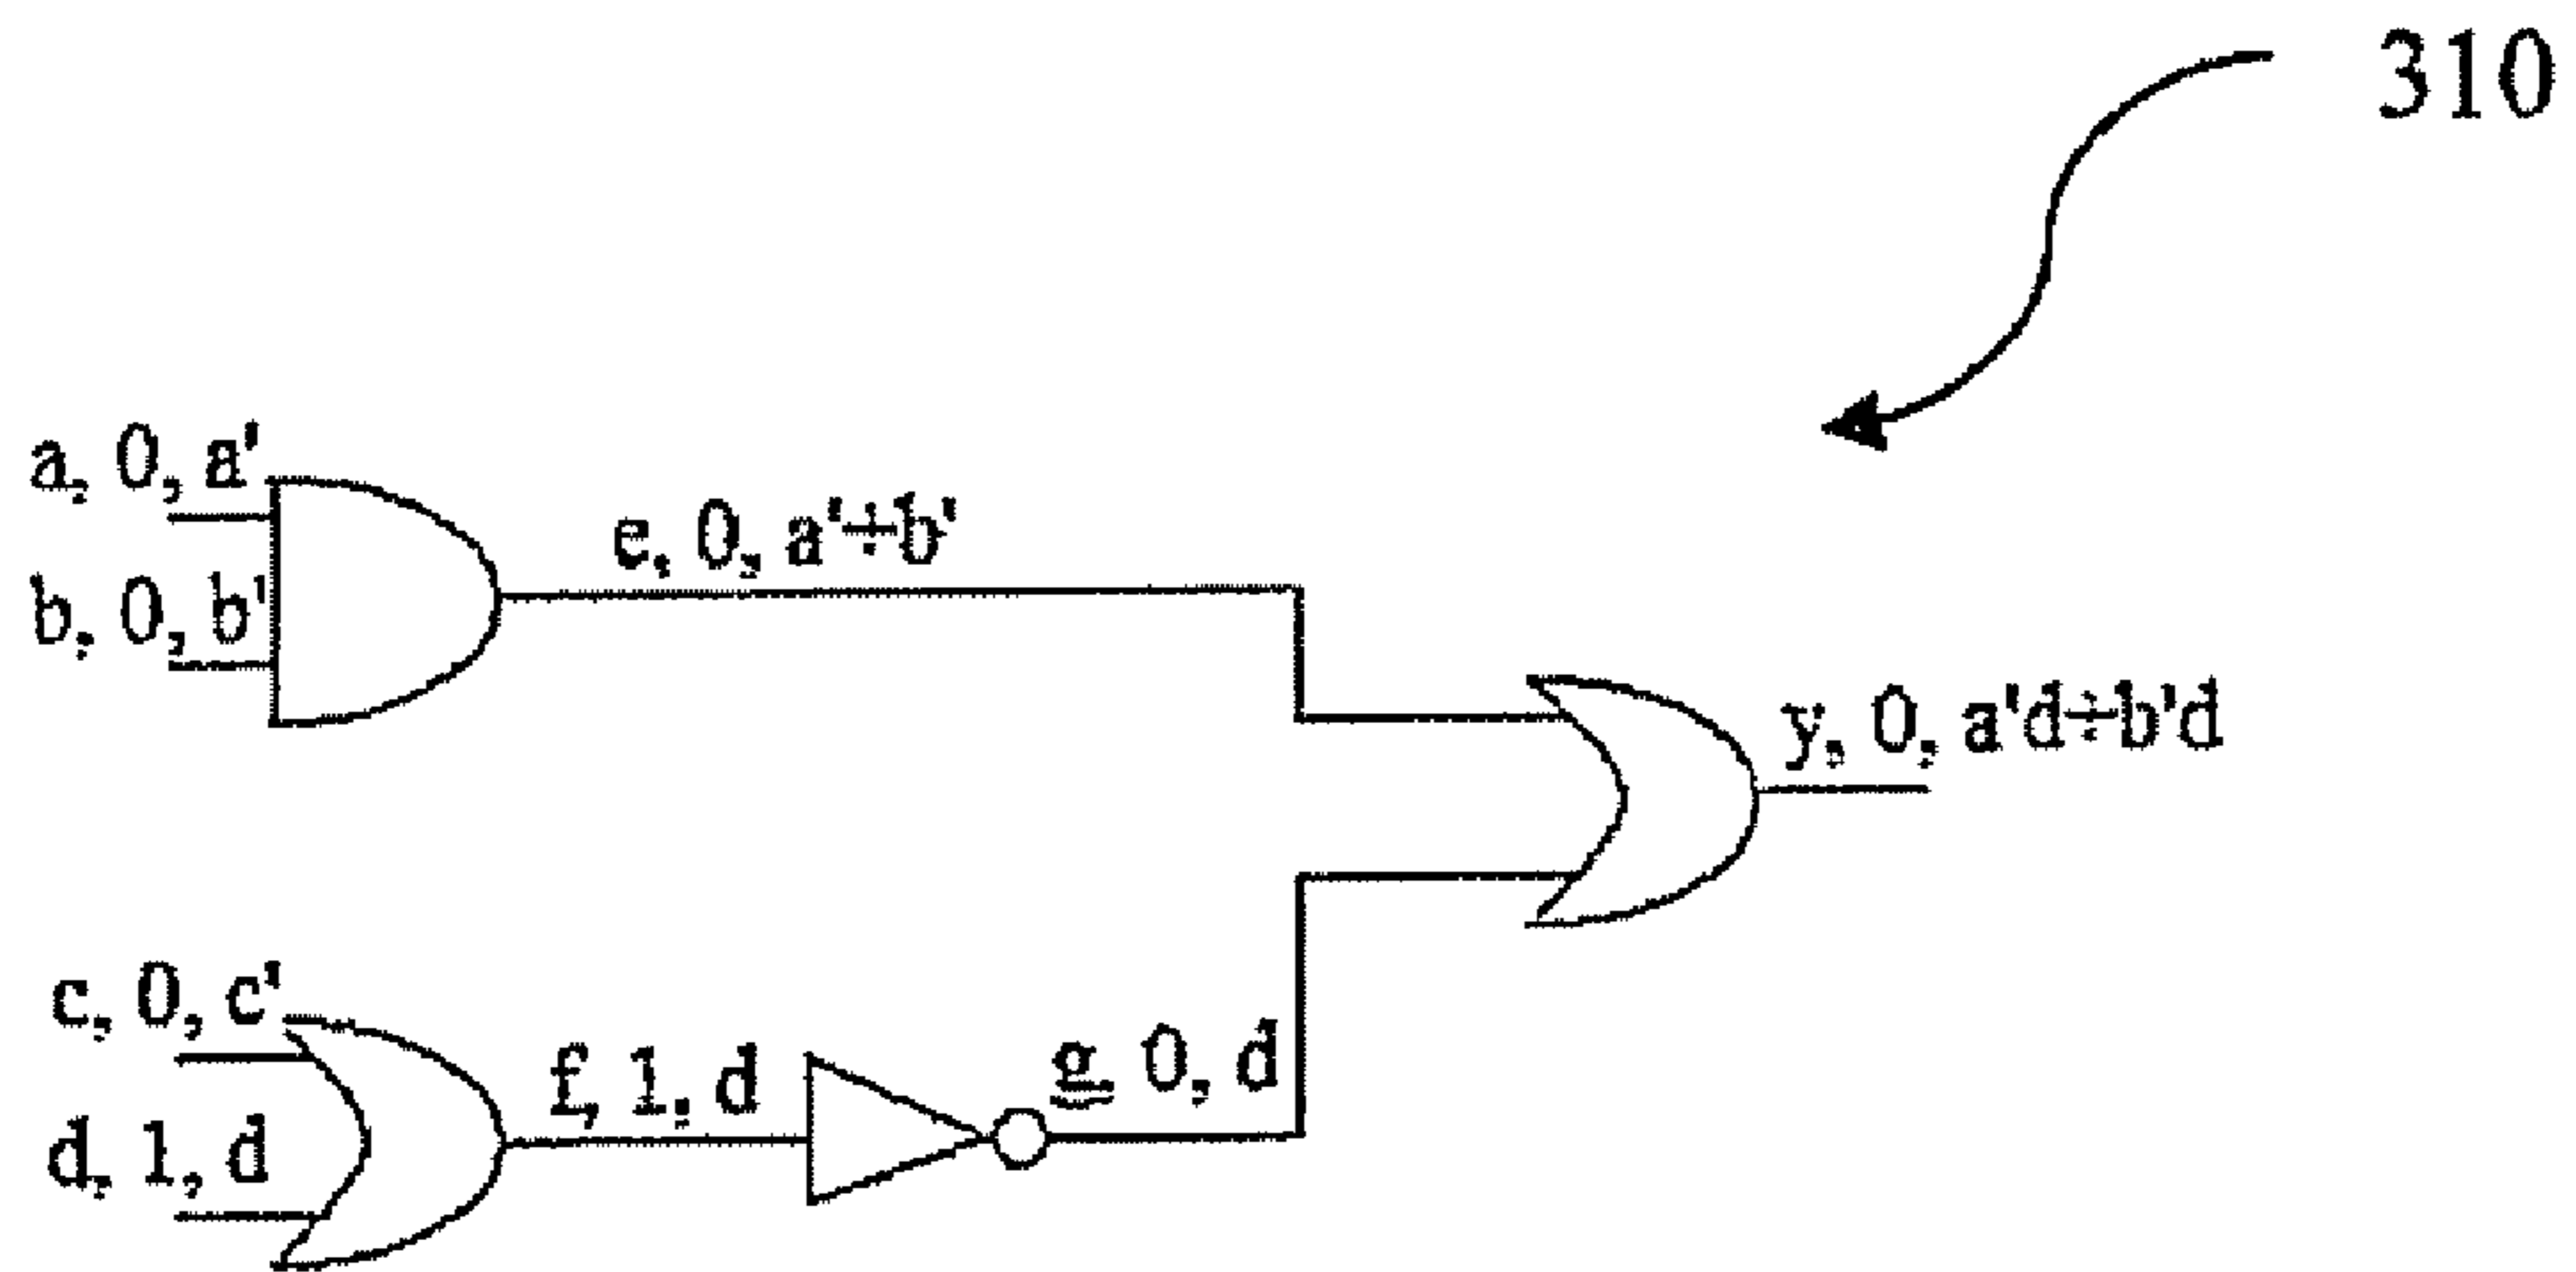 310
a, 0, a'
b, 0, b'
e, 0, a'÷b'
y, 0, a'd÷b'd
c, 0, c'
d, 1, d
f, 1, d
g, 0, d